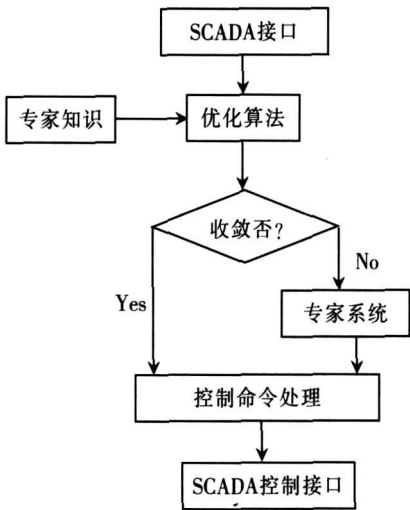 SCADA接口
专家知识
优化算法
收敛否?
No
Yes
专家系统
控制命令处理
SCADA控制接口